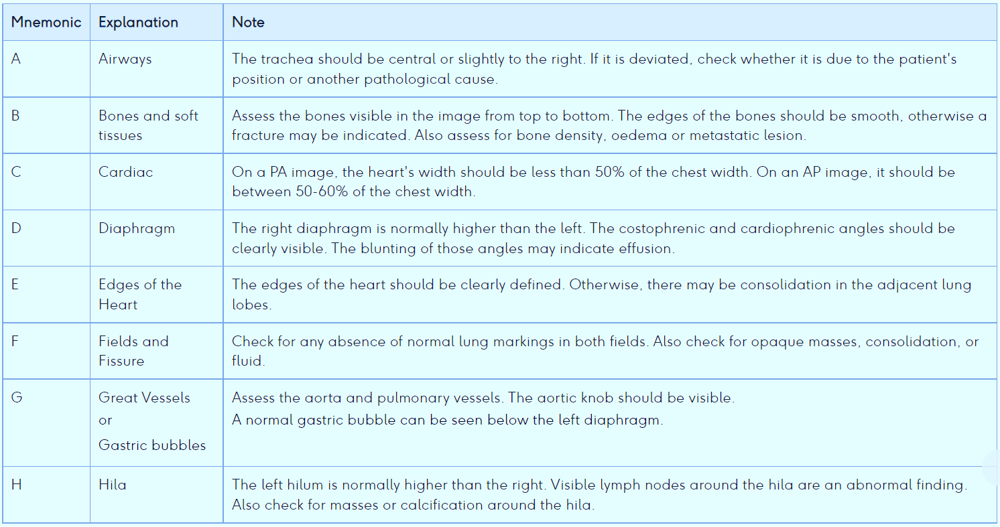 Mnemonic Explanation Note
A Airways The trachea should be central or slightly to the right. If it is deviated, check whether it is due to the patient's
position or another pathological cause.
B Bones and soft Assess the bones visible in the image from top to bottom. The edges of the bones should be smooth, otherwise a
tissues fracture may be indicated. Also assess for bone density, oedema or metastatic lesion.
C Cardiac On a PA image, the heart's width should be less than 50% of the chest width. On an AP image, it should be
between 50-60% of the chest width.
D Diaphragm The right diaphragm is normally higher than the left. The costophrenic and cardiophrenic angles should be
clearly visible. The blunting of those angles may indicate effusion.
E Edges of the The edges of the heart should be clearly defined. Otherwise, there may be consolidation in the adjacent lung
Heart lobes.
F Fields and Check for any absence of normal lung markings in both fields. Also check for opaque masses, consolidation, or
Fissure fluid.
G Great Vessels Assess the aorta and pulmonary vessels. The aortic knob should be visible.
or A normal gastric bubble can be seen below the left diaphragm.
Gastric bubbles
H Hila The left hilum is normally higher than the right. Visible lymph nodes around the hila are an abnormal finding.
Also check for masses or calcification around the hila.